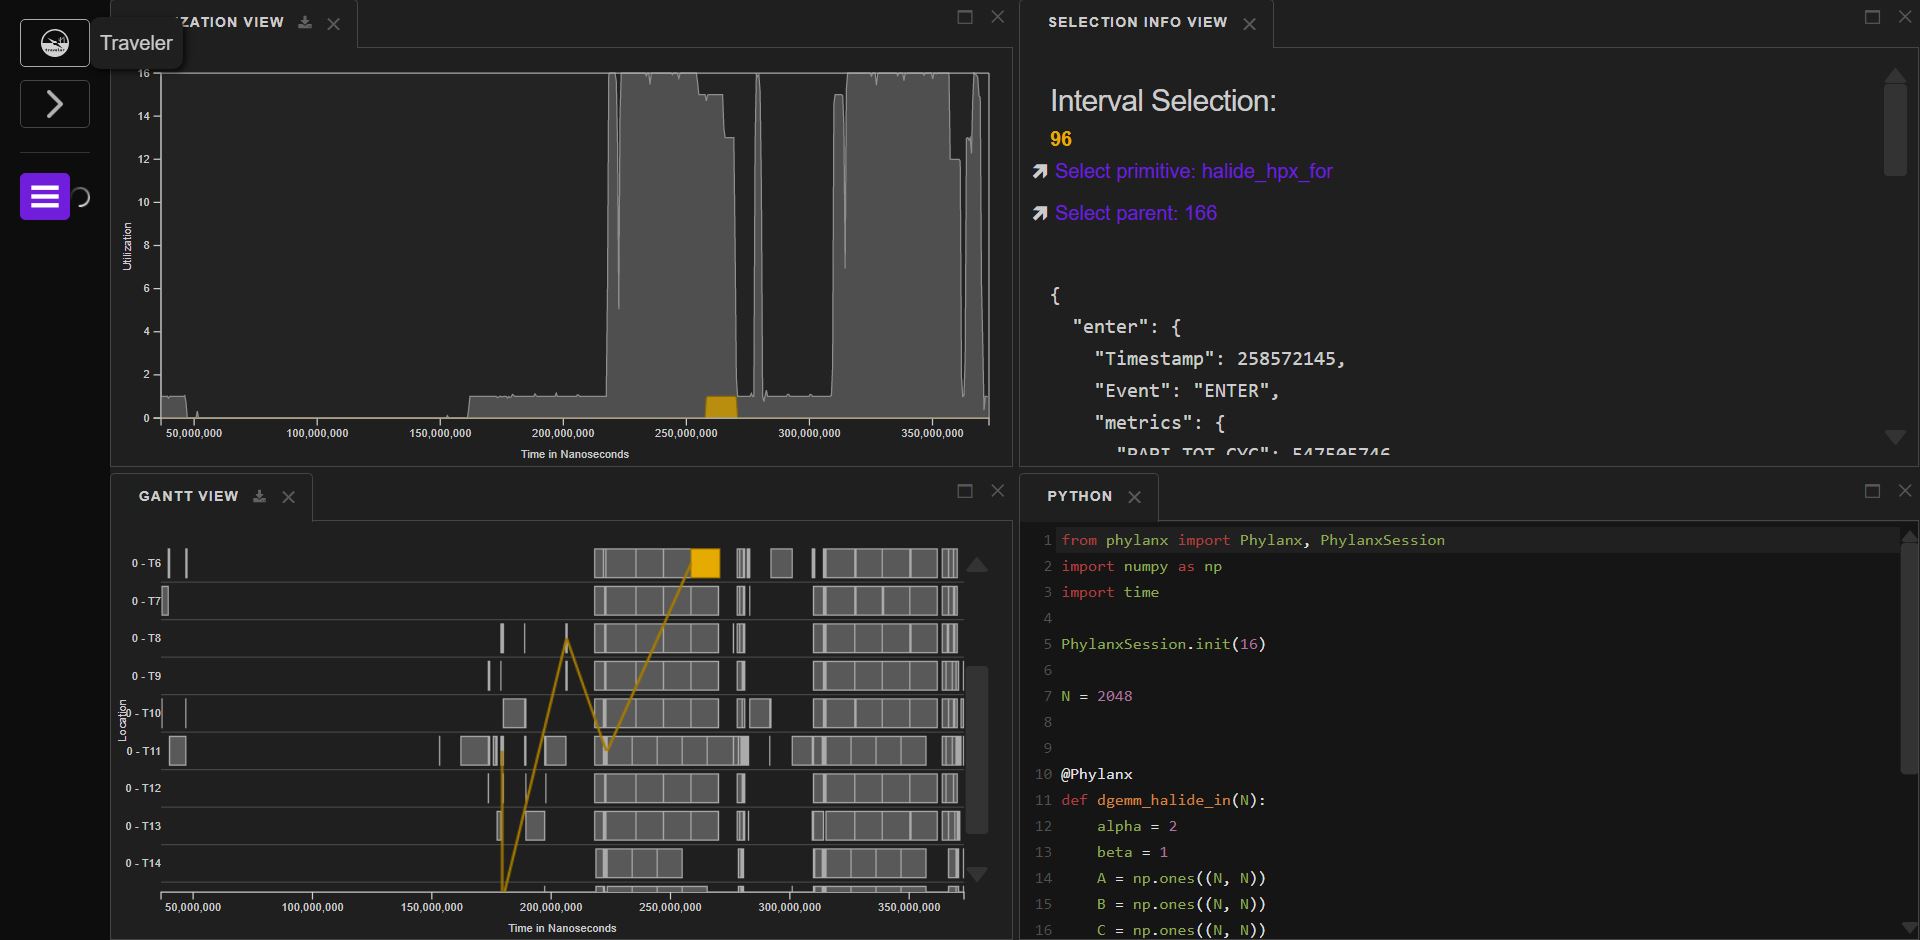 Traveler
ZATION VIEW
16
14
12
10
8
6
4
2
0
Utilization
50,000,000
100,000,000
150,000,000
200,000,000
250,000,000
300,000,000
350,000,000
Time in Nanoseconds
SELECTION INFO VIEW
Interval Selection:
96
Select primitive: halide_hpx_for
Select parent: 166
{
"enter": {
"Timestamp": 258572145,
"Event": "ENTER",
"metrics": {
"PAPI_TOT_CYC": 547505746
GANTT VIEW
0 - T6
0 - T7
0 - T8
0 - T9
0 - T10
0 - T11
0 - T12
0 - T13
0 - T14
Location
50,000,000
100,000,000
150,000,000
200,000,000
250,000,000
300,000,000
350,000,000
Time in Nanoseconds
PYTHON
1 from phylanx import Phylanx, PhylanxSession
2 import numpy as np
3 import time
4
5 PhylanxSession.init(16)
6
7 N = 2048
8
9
10 @Phylanx
11 def dgemm_halide_in(N):
12 alpha = 2
13 beta = 1
14 A = np.ones((N, N))
15 B = np.ones((N, N))
16 C = np.ones((N, N))